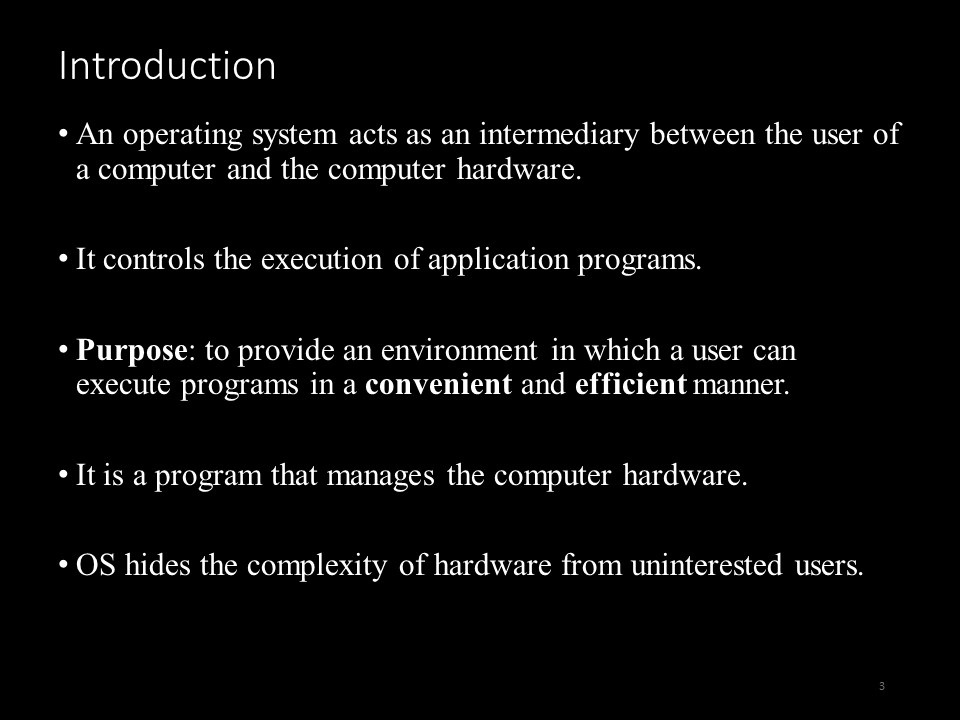 Introduction
• An operating system acts as an intermediary between the user of
a computer and the computer hardware.
• It controls the execution of application programs.
• Purpose: to provide an environment in which a user can
execute programs in a convenient and efficient manner.
• It is a program that manages the computer hardware.
• OS hides the complexity of hardware from uninterested users.
3